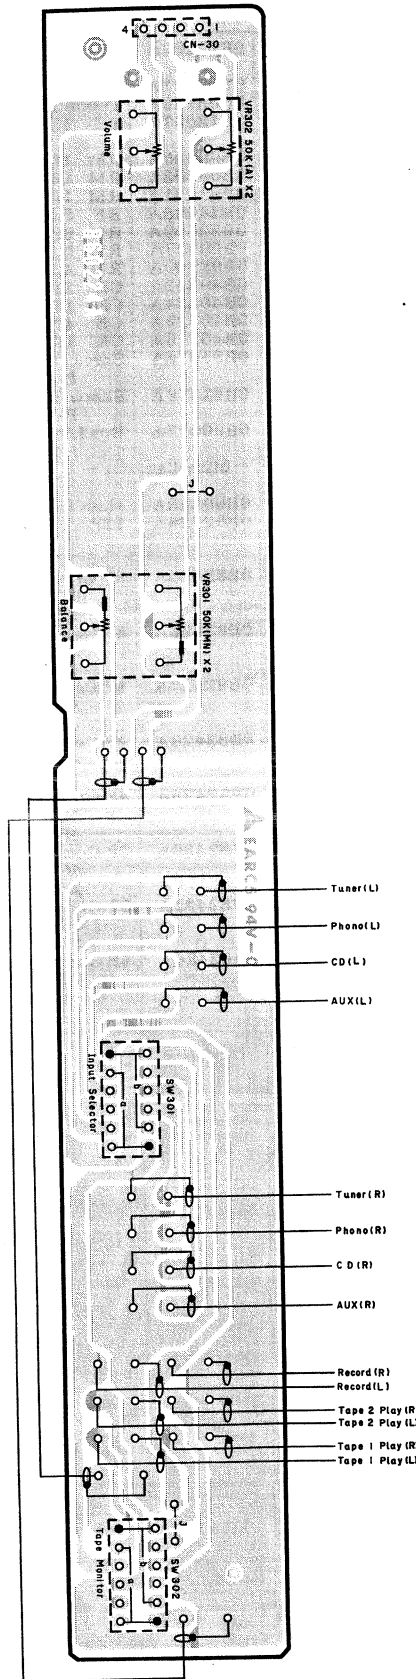 4
1
CN-30
VR302 50K(A) X2
Volume
J
VR301 50K(MN) X2
Balance
EARC5 94V-0
Tuner(L)
Phono(L)
CD(L)
AUX(L)
SW301
b
a
Input Selector
Tuner(R)
Phono(R)
CD(R)
AUX(R)
Record(R)
Record(L)
Tape 2 Play(R
Tape 2 Play(L)
Tape 1 Play(R)
Tape 1 Play(L)
J
SW302
b
a
Tape Monitor